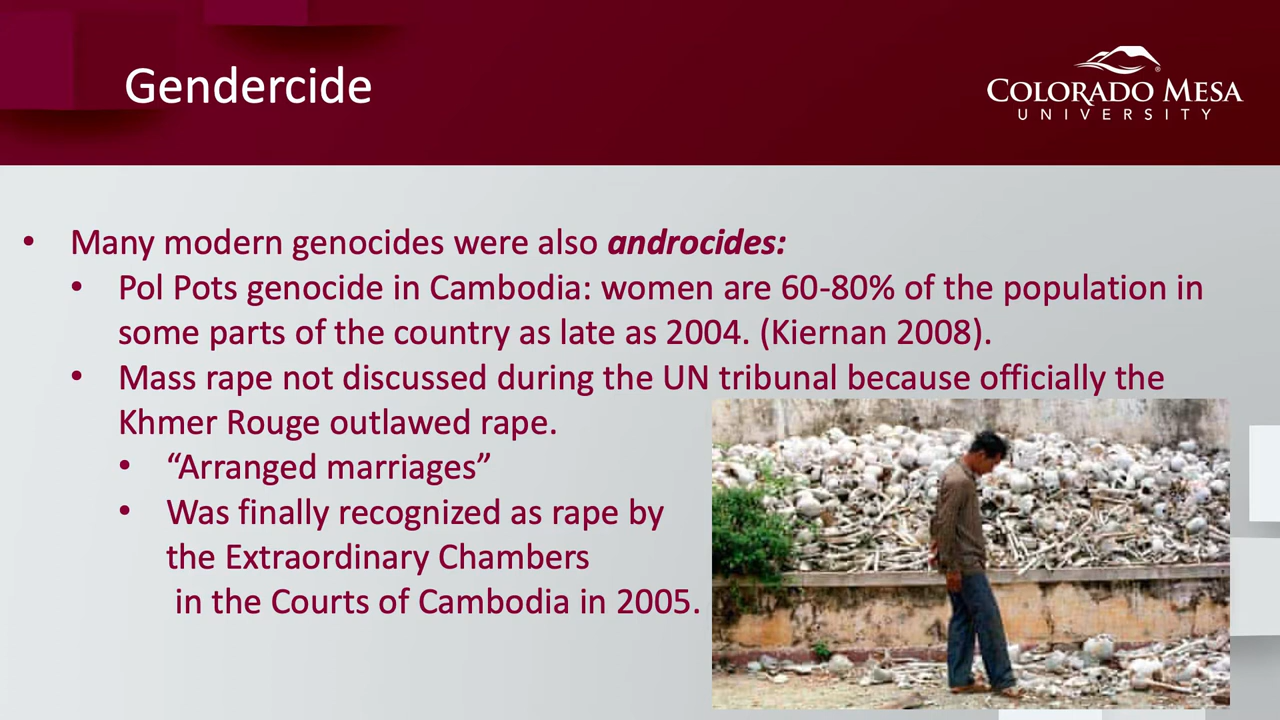 Gendercide
COLORADO MESA
UNIVERSITY
• Many modern genocides were also androcides:
• Pol Pots genocide in Cambodia: women are 60-80% of the population in
some parts of the country as late as 2004. (Kiernan 2008).
• Mass rape not discussed during the UN tribunal because officially the
Khmer Rouge outlawed rape.
• “Arranged marriages”
• Was finally recognized as rape by
the Extraordinary Chambers
in the Courts of Cambodia in 2005.